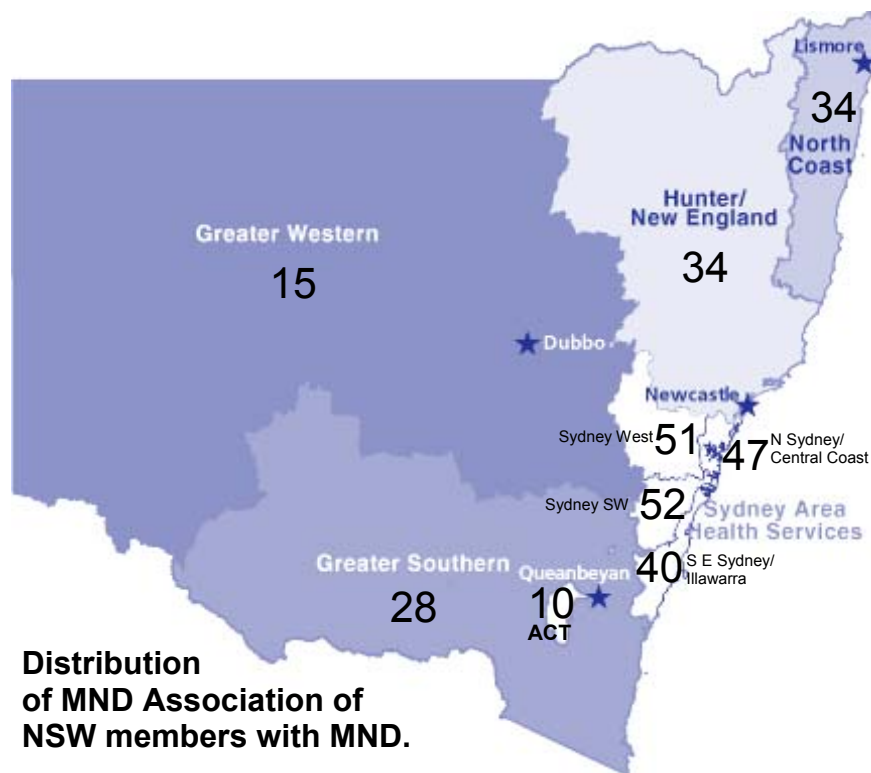 Lismore
34
North
Coast
Hunter/
New England
34
Greater Western
15
Dubbo
Newcastle
Sydney West 51
47 N Sydney/
Central Coast
Sydney SW 52
Sydney Area
Health Services
40 S E Sydney/
Illawarra
Greater Southern
28
Queanbeyan
10
ACT
Distribution
of MND Association of
NSW members with MND.